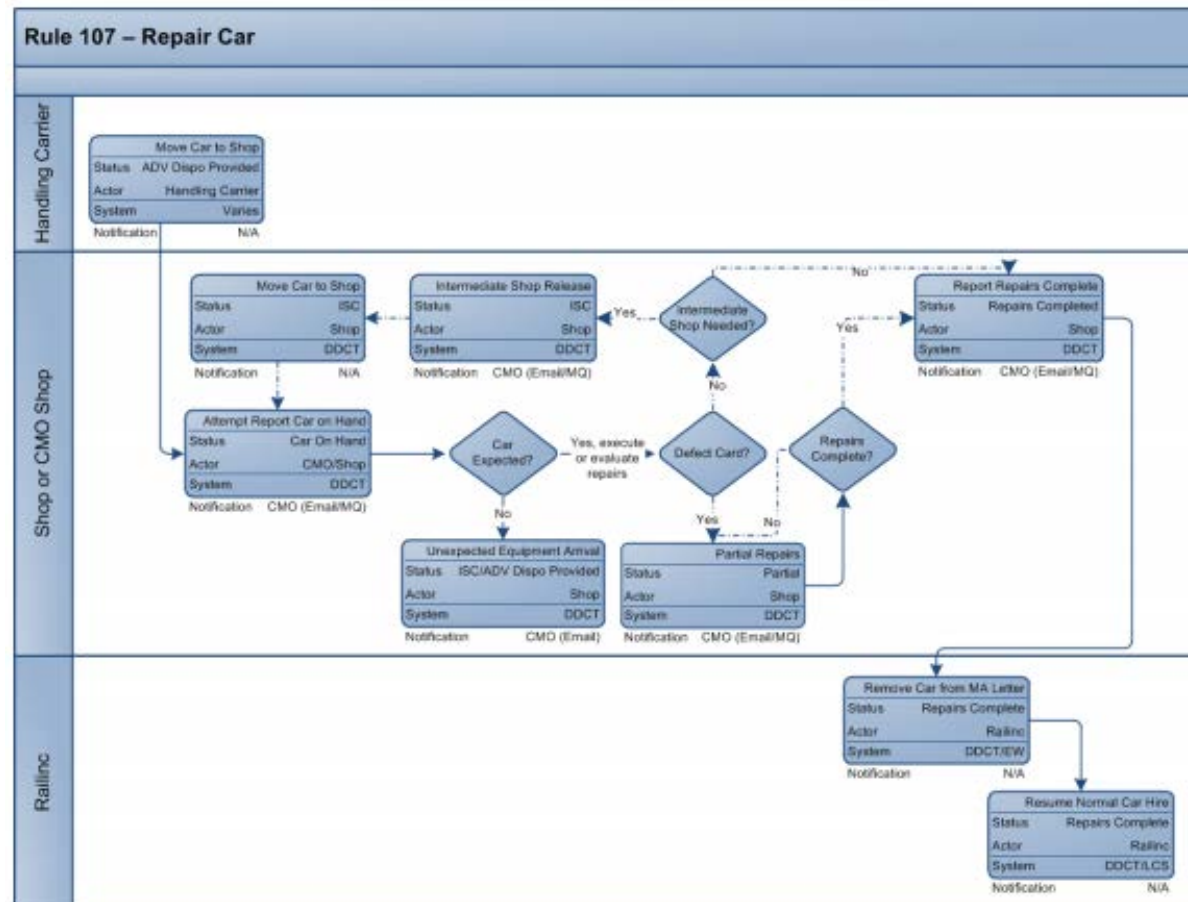 Rule 107 – Repair Car
Handling Carrier
Move Car to Shop
Status ADV Dispo Provided
Actor Handling Carrier
System Varies
Notification N/A
Shop or CMO Shop
Move Car to Shop
Status ISC
Actor Shop
System DDCT
Notification N/A
Intermediate Shop Release
Status ISC
Actor Shop
System DDCT
Notification CMO (Email/MQ)
Yes
Intermediate
Shop Needed?
No
Report Repairs Complete
Status Repairs Completed
Actor Shop
System DDCT
Notification CMO (Email/MQ)
Attempt Report Car on Hand
Status Car On Hand
Actor CMO/Shop
System DDCT
Notification CMO (Email/MQ)
Car
Expected?
Yes, execute
or evaluate
repairs
No
Defect Card?
No
Yes
Repairs
Complete?
Yes
No
Unexpected Equipment Arrival
Status ISC/ADV Dispo Provided
Actor Shop
System DDCT
Notification CMO (Email)
Partial Repairs
Status Partial
Actor Shop
System DDCT
Notification CMO (Email/MQ)
Railinc
Remove Car from MA Letter
Status Repairs Complete
Actor Railinc
System DDCT/EW
Notification N/A
Resume Normal Car Hire
Status Repairs Complete
Actor Railinc
System DDCT/LCS
Notification N/A